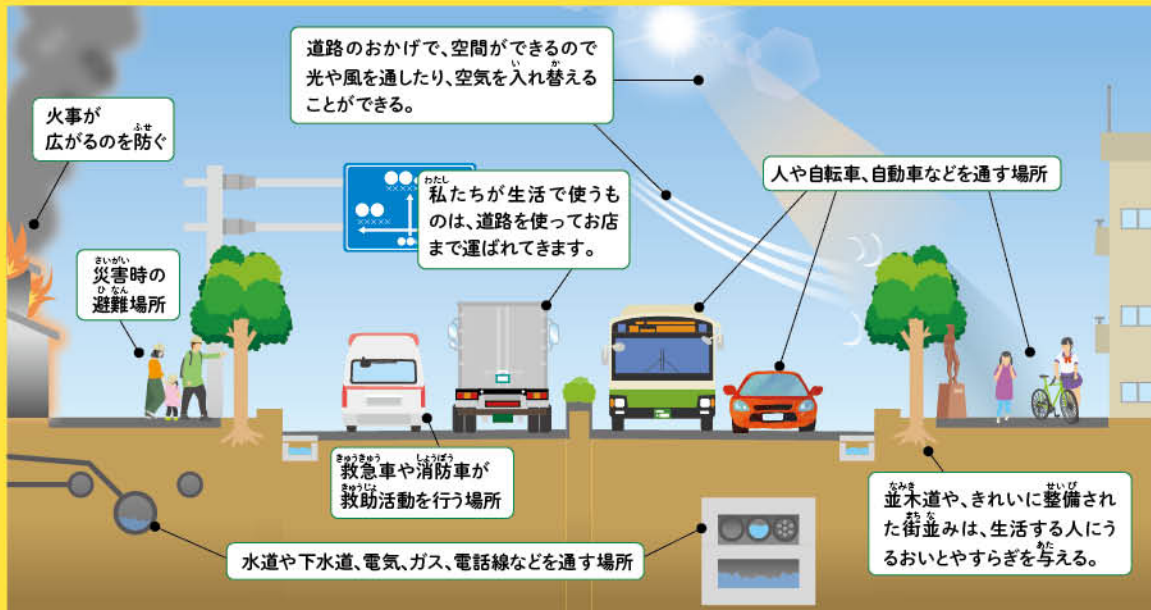 道路のおかげで、空間ができるので
光や風を通したり、空気を入れ替える
ことができる。
火事が
広がるのを防ぐ
人や自転車、自動車などを通す場所
私たちが生活で使うも
のは、道路を使ってお店
まで運ばれてきます。
災害時の
避難場所
救急車や消防車が
救助活動を行う場所
並木道や、きれいに整備され
た街並みは、生活する人にう
るおいとやすらぎを与える。
水道や下水道、電気、ガス、電話線などを通す場所